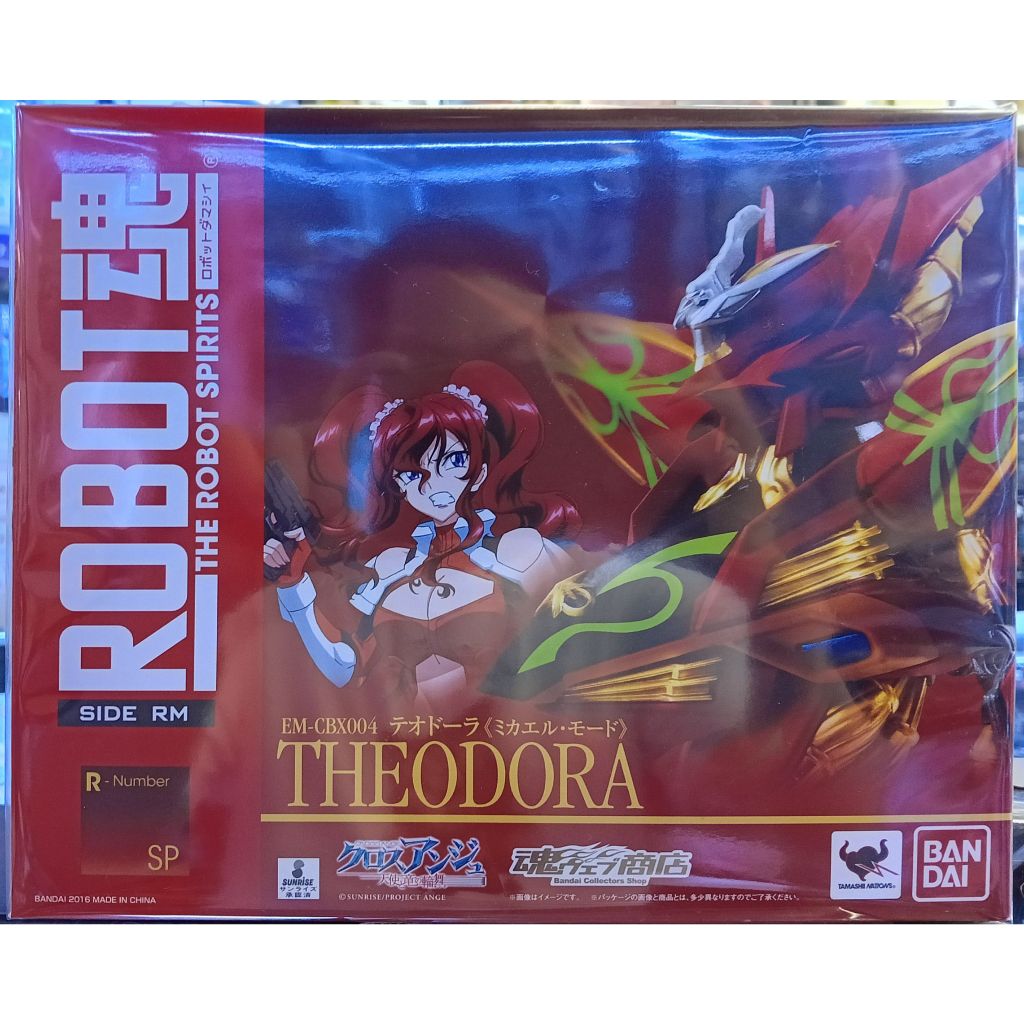 ROBOT魂
THE ROBOT SPIRITS
ロボットダマシイ
®
SIDE RM
R - Number
SP
BANDAI 2016 MADE IN CHINA
EM-CBX004 テオドーラ《ミカエル・モード》
THEODORA
SUNRISE
サンライズ
承認済
クロスアンジュ
天使と竜の輪舞
©SUNRISE/PROJECT ANGE
魂ウェブ商店
Bandai Collectors Shop
※画像はイメージです。 ※パッケージの画像と商品とは、多少異なりますのでご了承ください。
TAMASHII NATIONS®
BAN
DAI